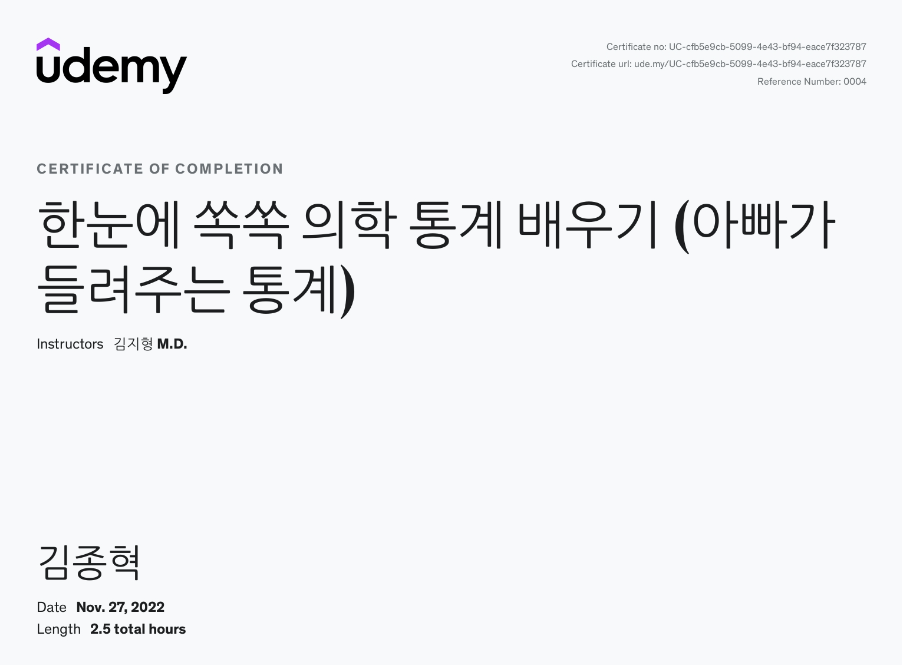 udemy
Certificate no: UC-cfb5e9cb-5099-4e43-bf94-eace7f323787
Certificate url: ude.my/UC-cfb5e9cb-5099-4e43-bf94-eace7f323787
Reference Number: 0004
CERTIFICATE OF COMPLETION
한눈에 쏙쏙 의학 통계 배우기 (아빠가
들려주는 통계)
Instructors 김지형 M.D.
김종혁
Date Nov. 27, 2022
Length 2.5 total hours